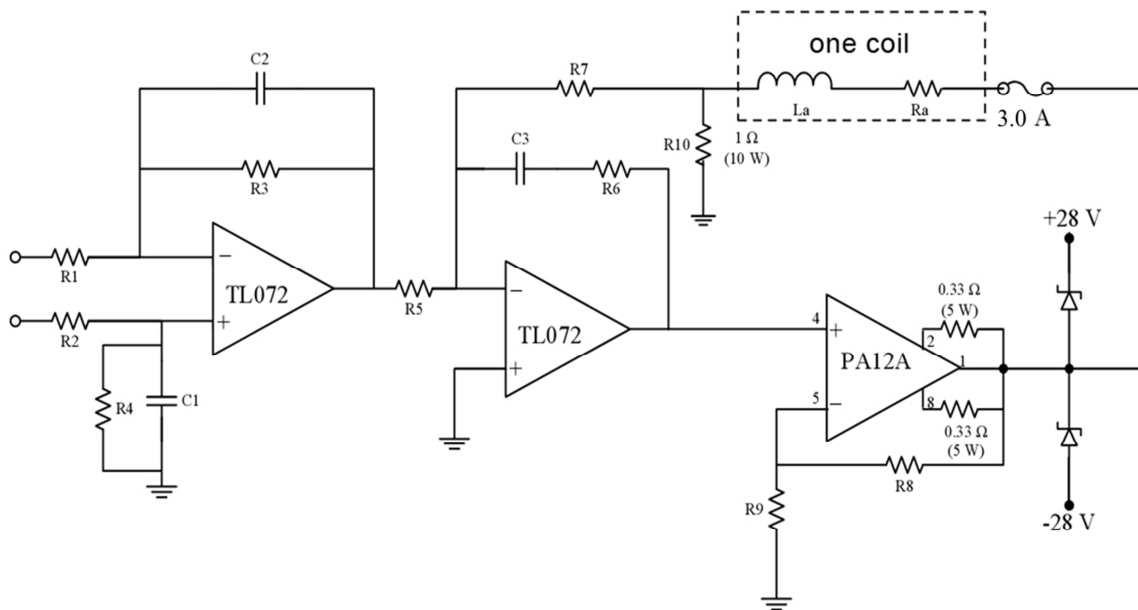 one coil
C2
R7
La
Ra
3.0 A
R10
1 Ω
(10 W)
C3
R3
R6
+28 V
R1
−
TL072
+
R2
R5
−
TL072
+
0.33 Ω
(5 W)
4
+
2
PA12A
1
R4
C1
5
−
8
0.33 Ω
(5 W)
R8
R9
-28 V